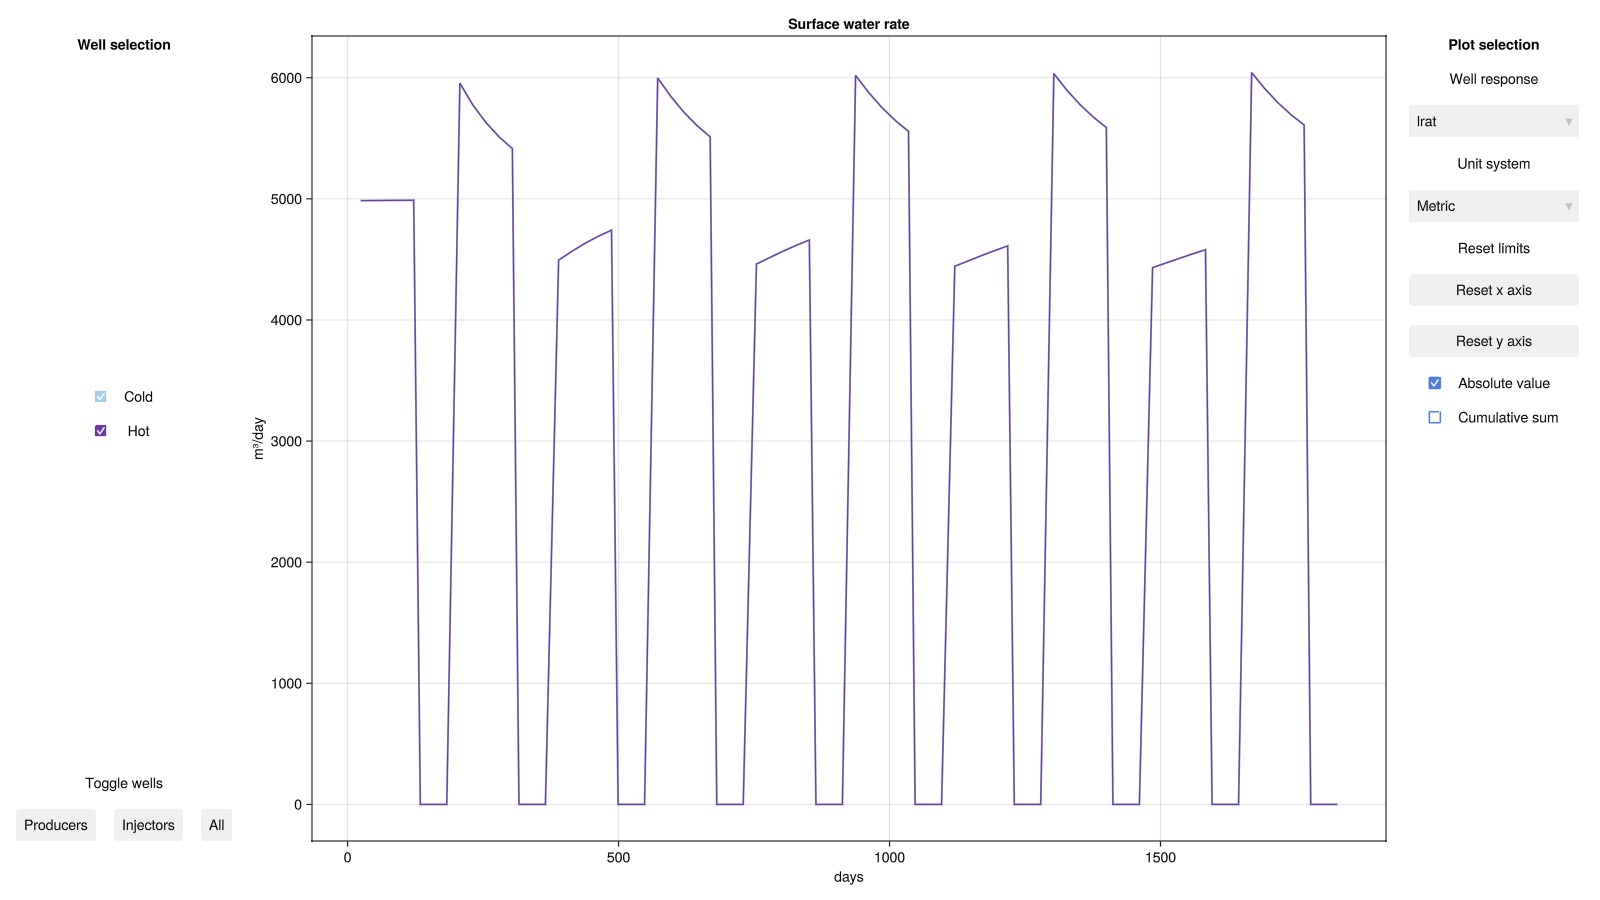 Surface water rate
Well selection
Cold
Hot
Toggle wells
Producers
Injectors
All
6000
5000
4000
3000
2000
1000
0
m³/day
0
500
1000
1500
days
Plot selection
Well response
lrat
Unit system
Metric
Reset limits
Reset x axis
Reset y axis
Absolute value
Cumulative sum